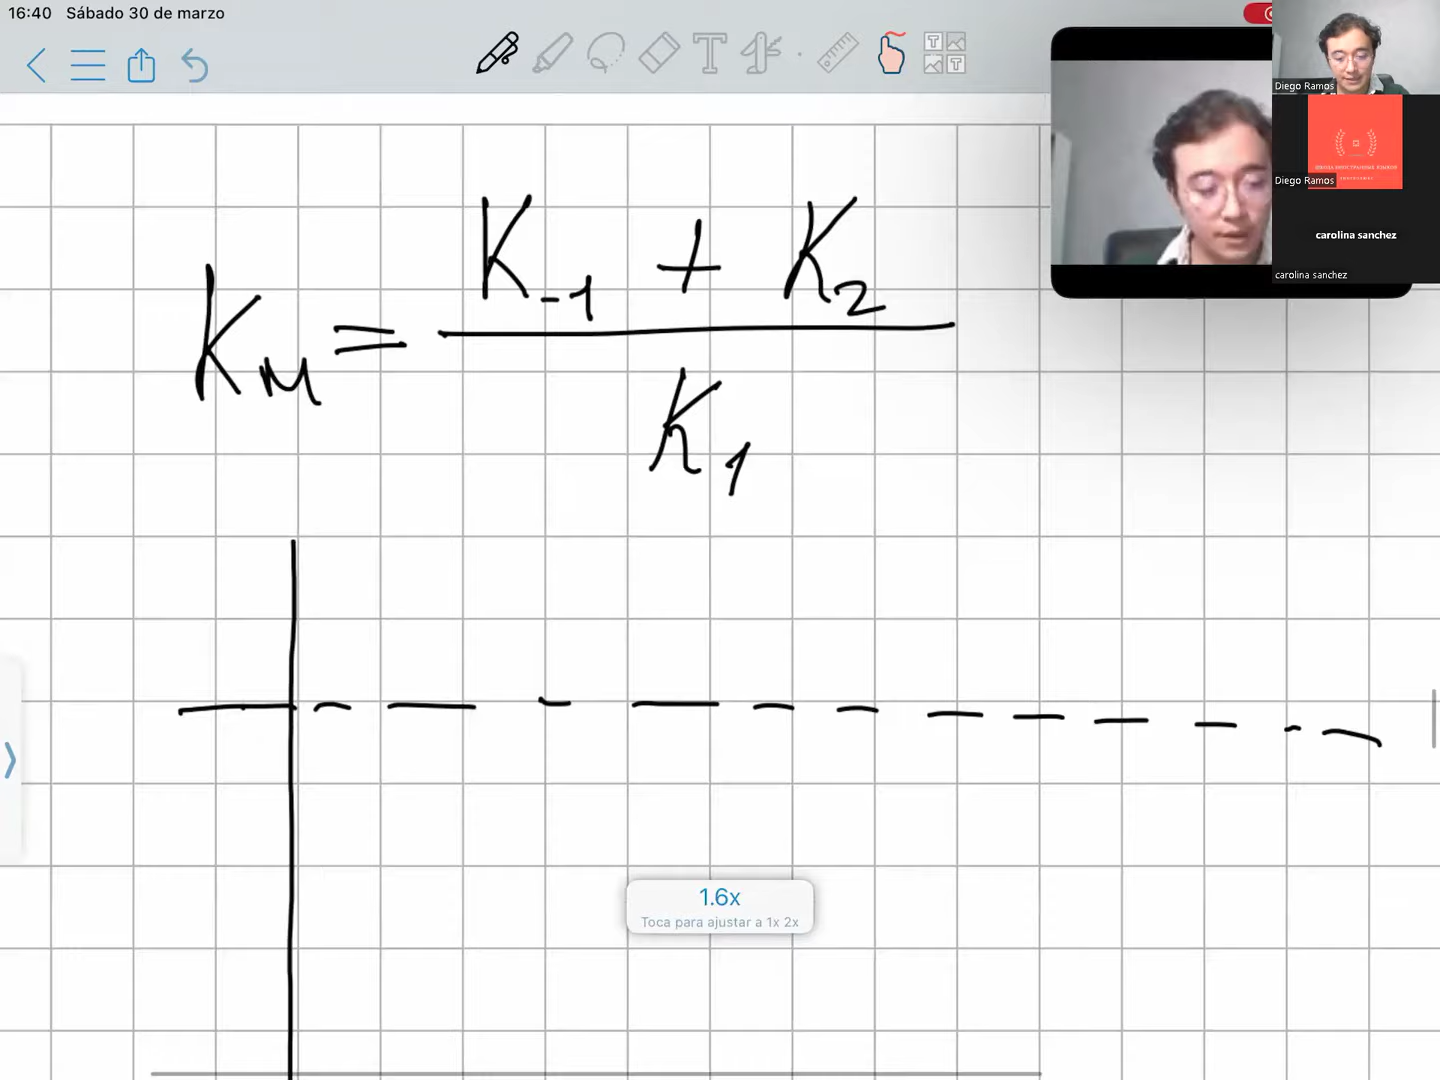 16:40 Sábado 30 de marzo
T
T
T
Diego Ramos
Diego Ramos
carolina sanchez
carolina sanchez
K₋₁ + K₂
K_M =
K₁
1.6x
Toca para ajustar a 1x 2x